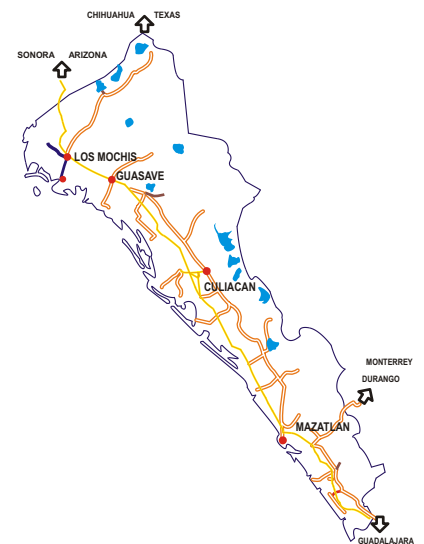 CHIHUAHUA TEXAS
SONORA ARIZONA
LOS MOCHIS
GUASAVE
CULIACAN
MONTERREY
DURANGO
MAZATLAN
GUADALAJARA